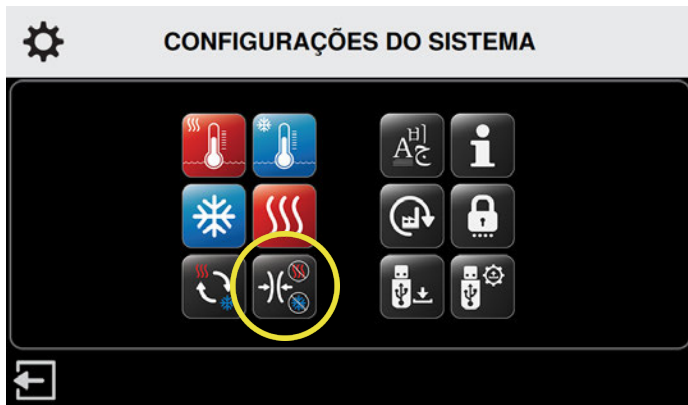 CONFIGURAÇÕES DO SISTEMA
A H ج
i